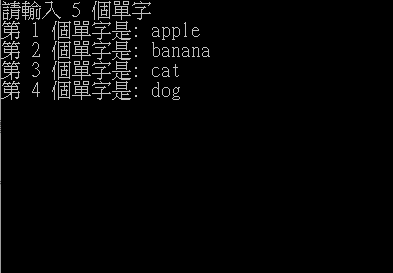 請輸入 5 個單字
第 1 個單字是: apple
第 2 個單字是: banana
第 3 個單字是: cat
第 4 個單字是: dog